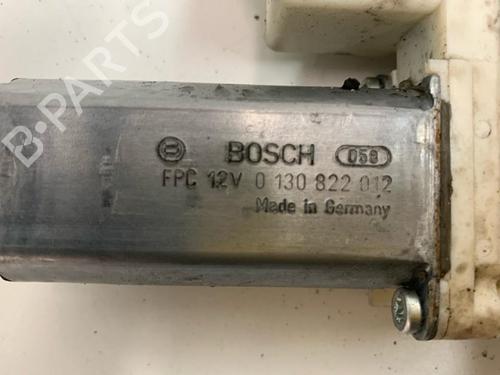 B-PARTS
BOSCH 058
FPC 12V 0 130 822 012
Made in Germany